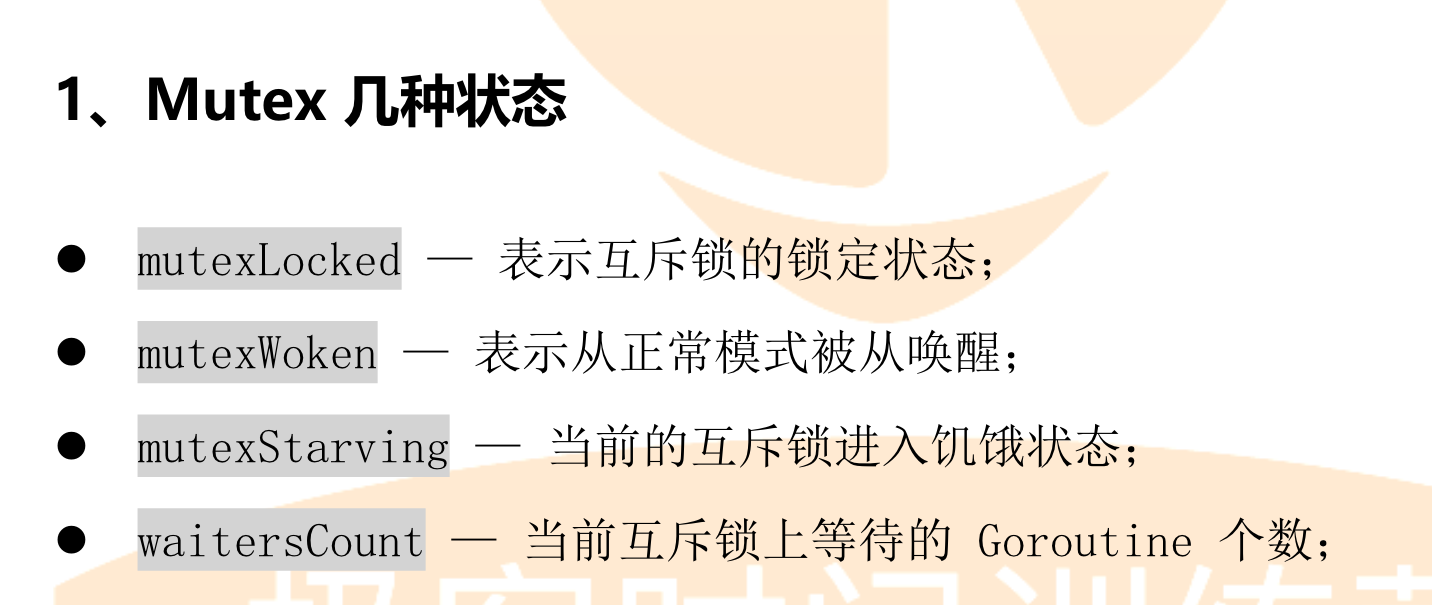 1、Mutex 几种状态
● mutexLocked — 表示互斥锁的锁定状态；
● mutexWoken — 表示从正常模式被从唤醒；
● mutexStarving — 当前的互斥锁进入饥饿状态；
● waitersCount — 当前互斥锁上等待的 Goroutine 个数；